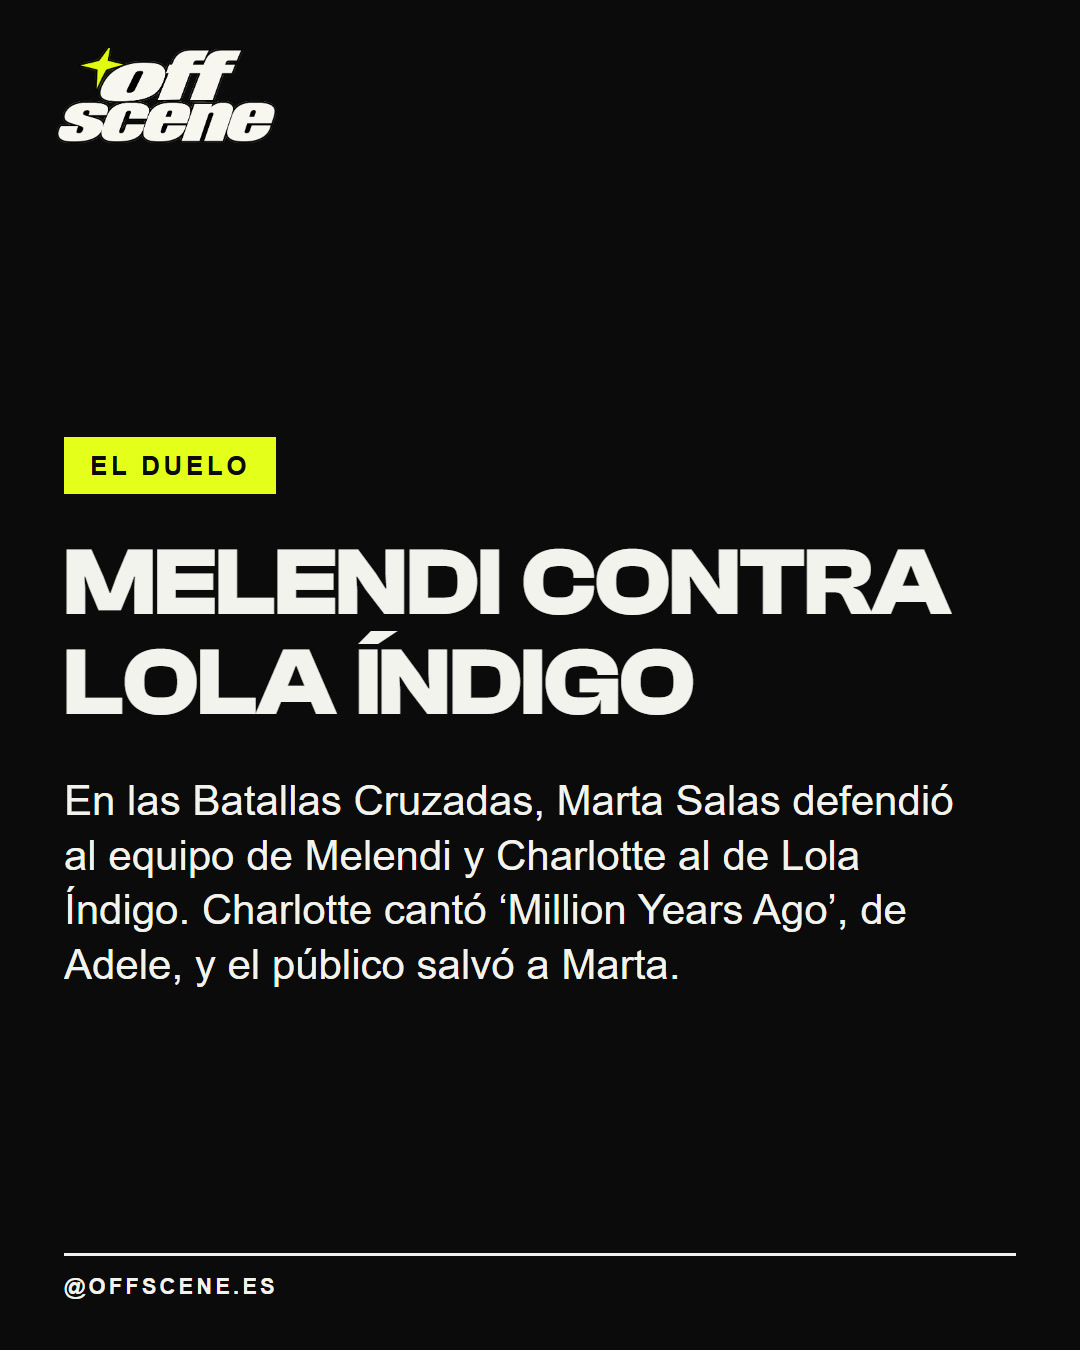 off
scene
EL DUELO
MELENDI CONTRA
LOLA ÍNDIGO
En las Batallas Cruzadas, Marta Salas defendió
al equipo de Melendi y Charlotte al de Lola
Índigo. Charlotte cantó ‘Million Years Ago’, de
Adele, y el público salvó a Marta.
@OFFSCENE.ES